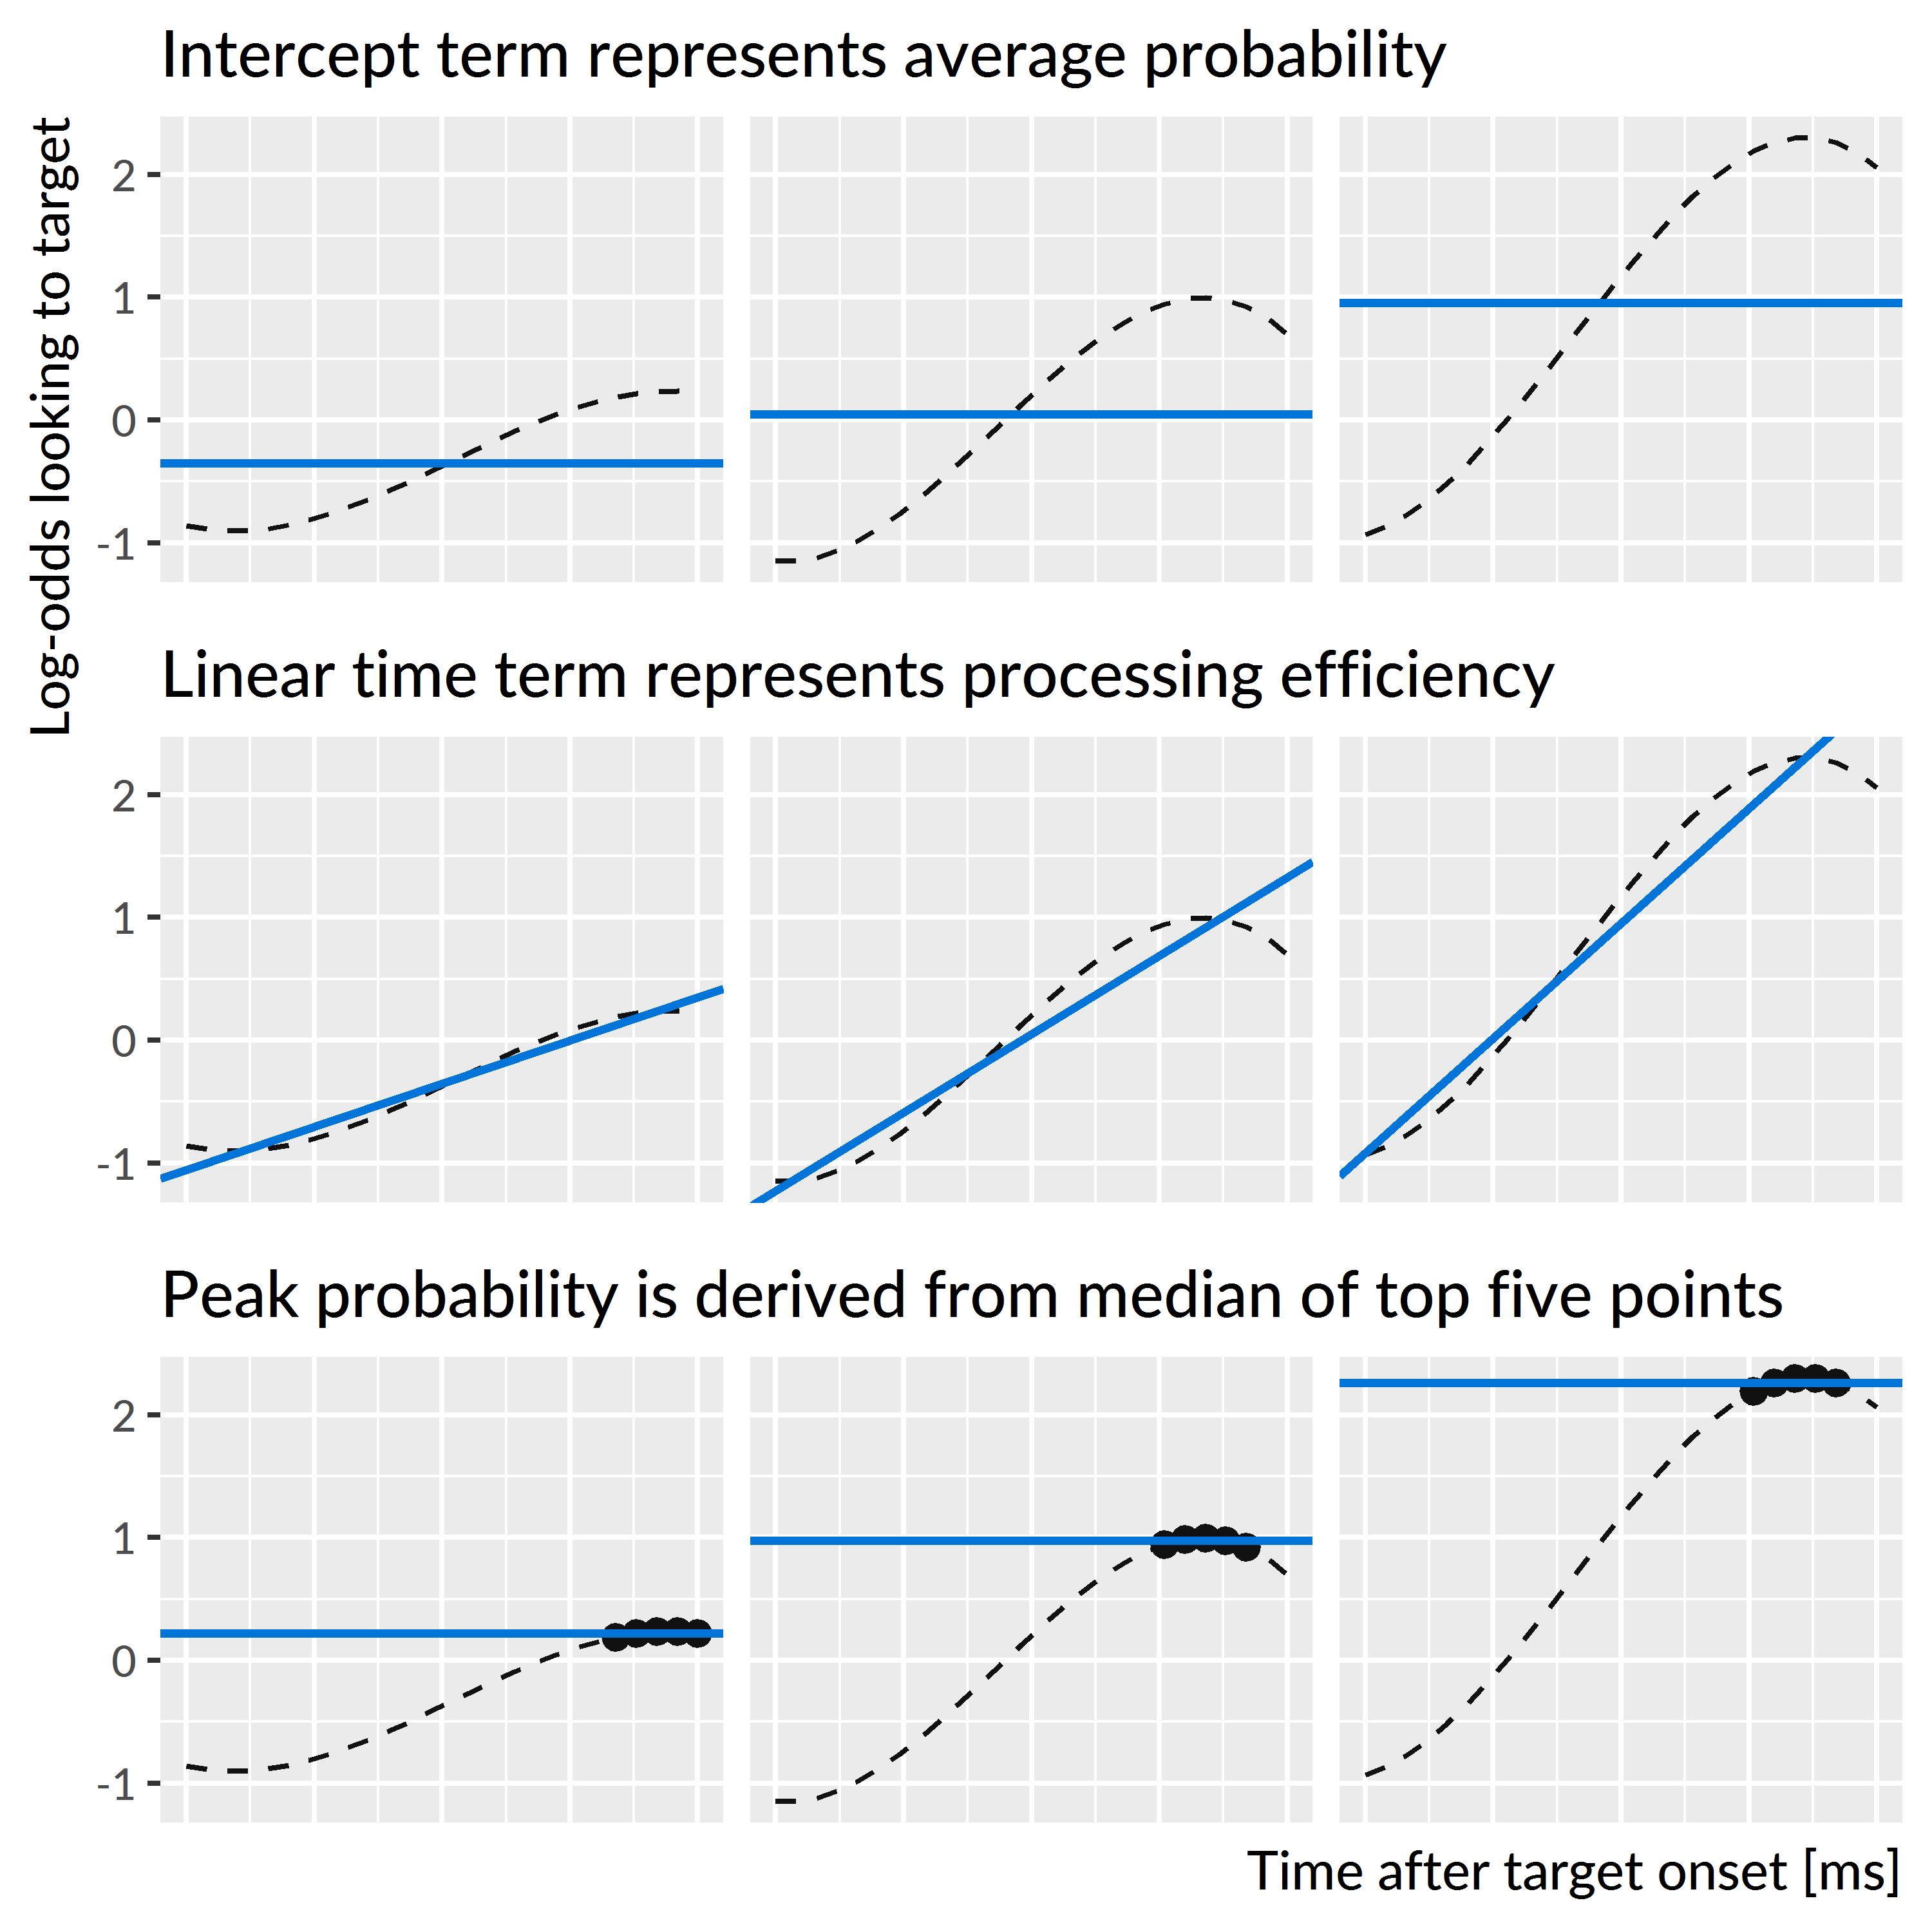 Intercept term represents average probability
Log-odds looking to target
2
1
0
-1
Linear time term represents processing efficiency
2
1
0
-1
Peak probability is derived from median of top five points
2
1
0
-1
Time after target onset [ms]